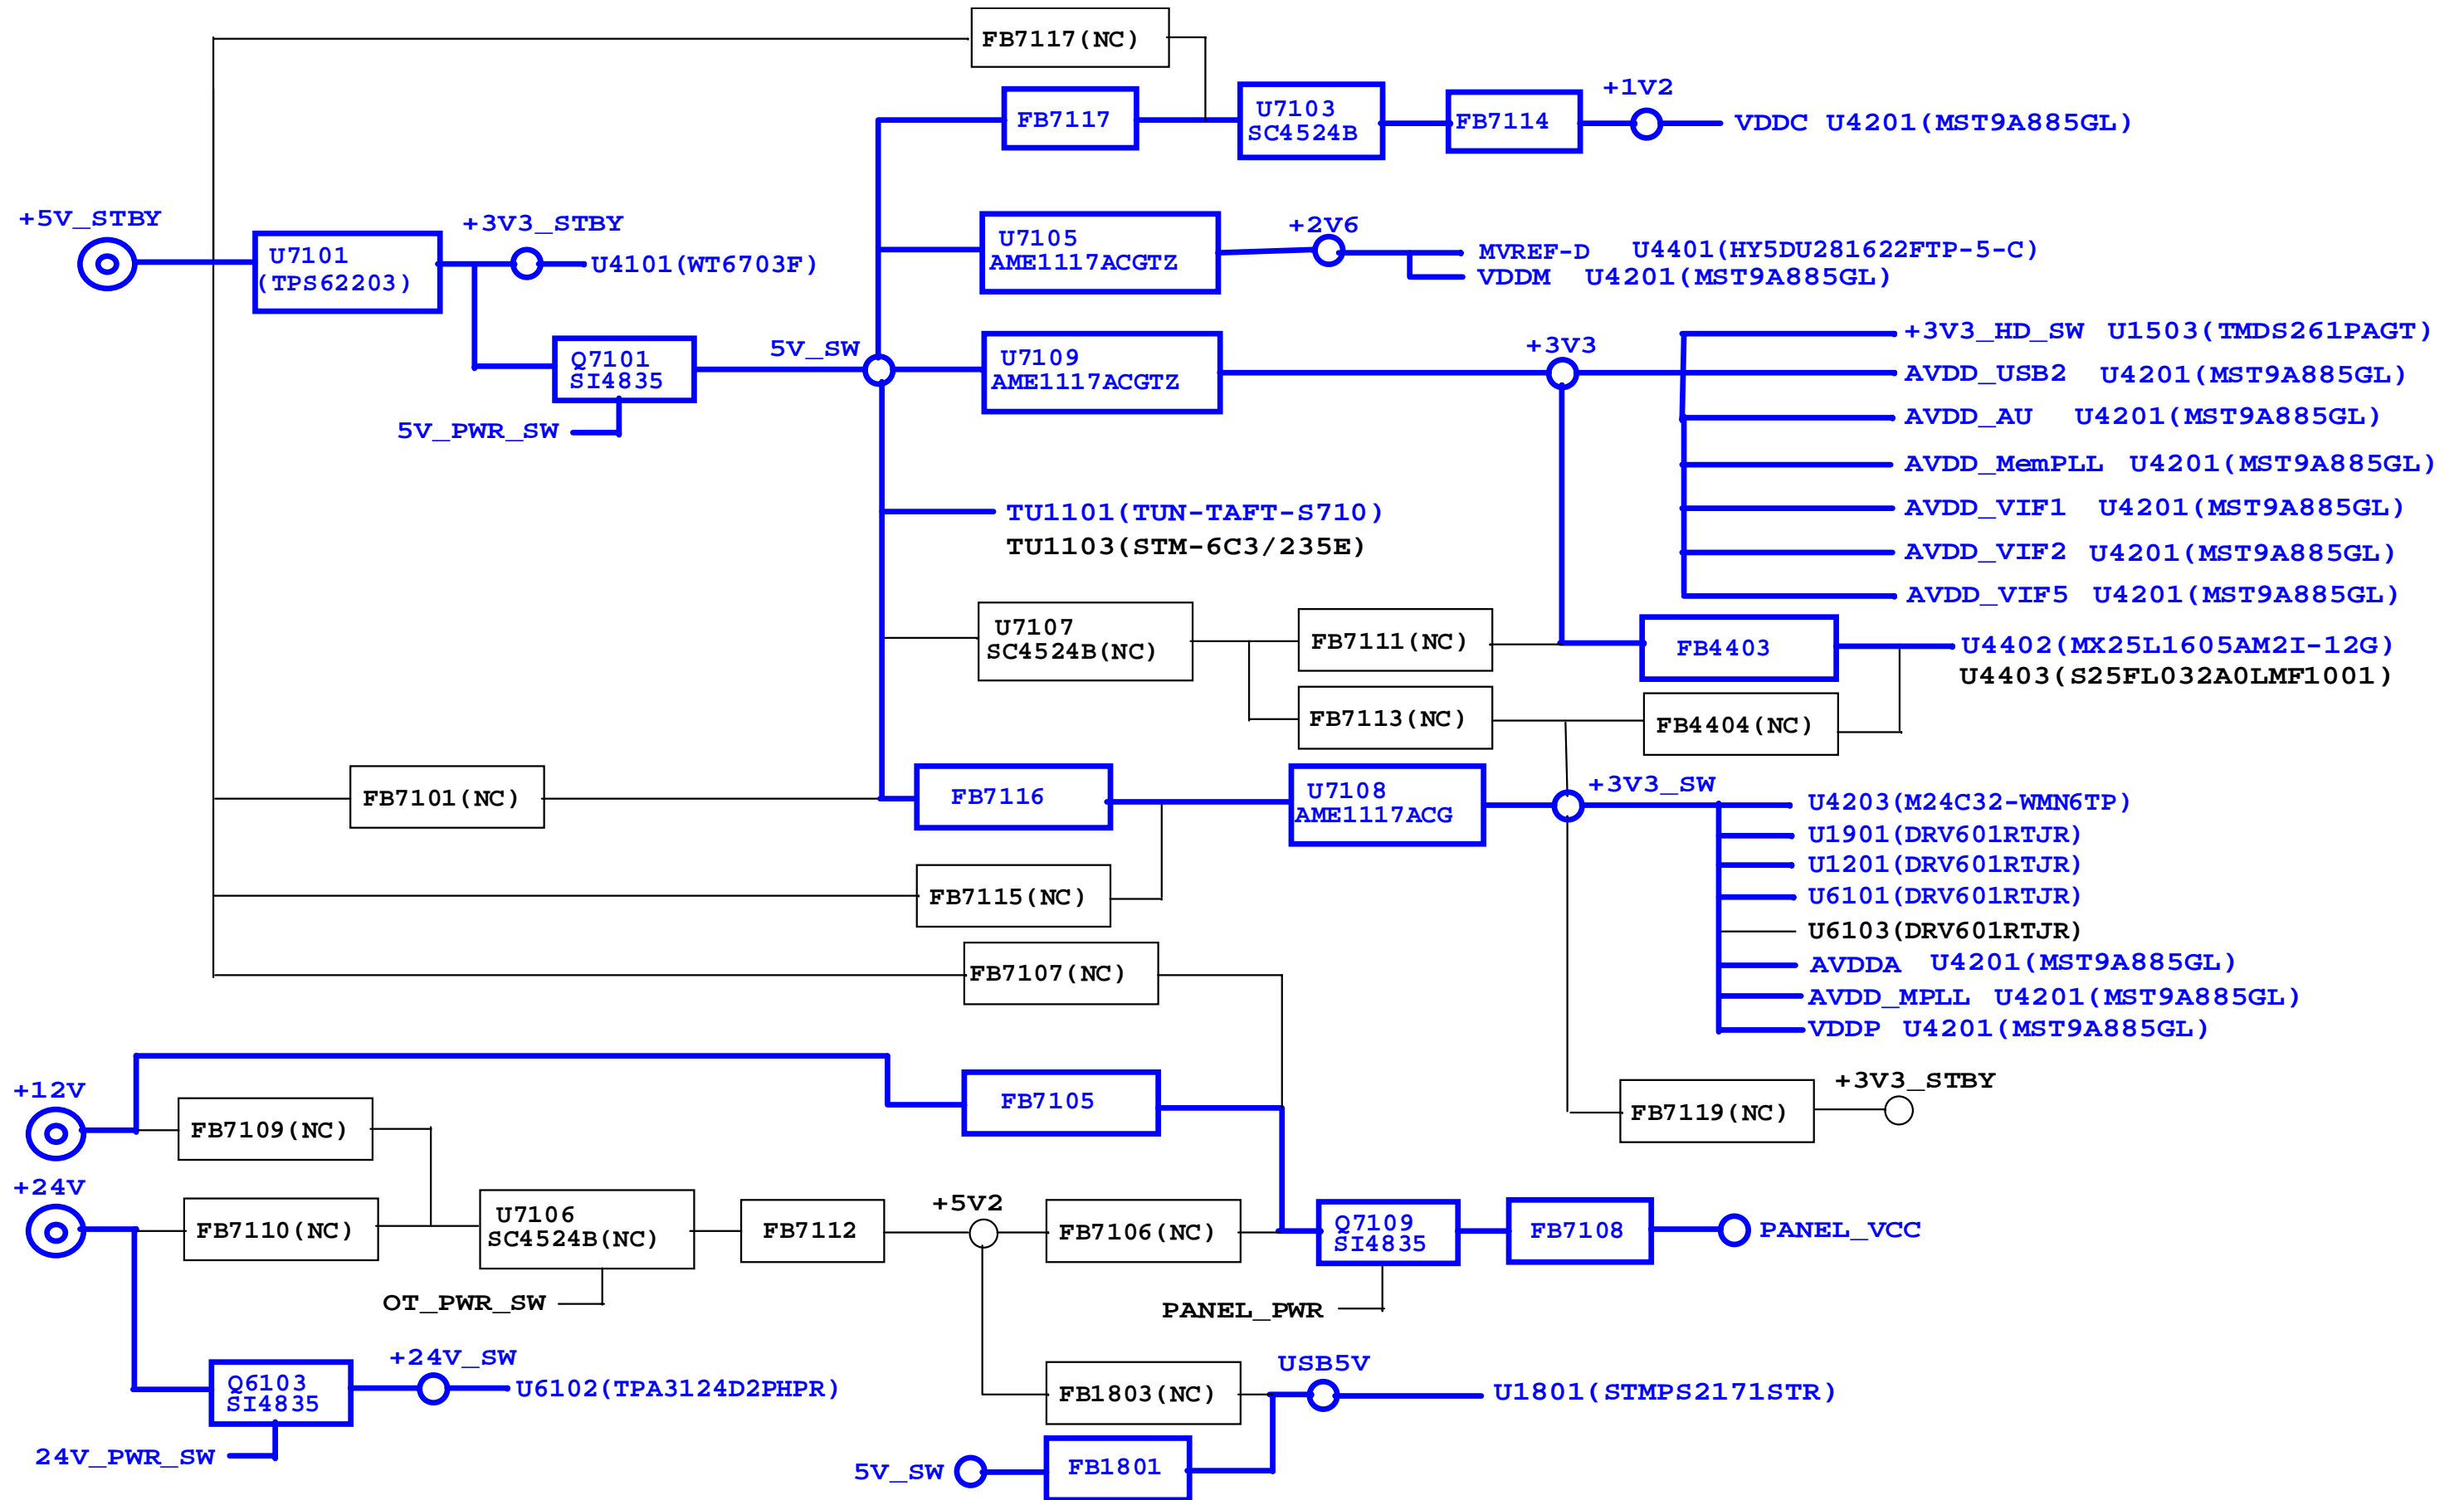 FB7117(NC)
FB7117
U7103
SC4524B
FB7114
+1V2
VDDC U4201(MST9A885GL)
+5V_STBY
U7101
(TPS62203)
+3V3_STBY
U4101(WT6703F)
U7105
AME1117ACGTZ
+2V6
MVREF-D U4401(HY5DU281622FTP-5-C)
VDDM U4201(MST9A885GL)
Q7101
SI4835
5V_PWR_SW
5V_SW
U7109
AME1117ACGTZ
+3V3
+3V3_HD_SW U1503(TMDS261PAGT)
AVDD_USB2 U4201(MST9A885GL)
AVDD_AU U4201(MST9A885GL)
AVDD_MemPLL U4201(MST9A885GL)
AVDD_VIF1 U4201(MST9A885GL)
AVDD_VIF2 U4201(MST9A885GL)
AVDD_VIF5 U4201(MST9A885GL)
TU1101(TUN-TAFT-S710)
TU1103(STM-6C3/235E)
U7107
SC4524B(NC)
FB7111(NC)
FB4403
U4402(MX25L1605AM2I-12G)
U4403(S25FL032A0LMF1001)
FB7113(NC)
FB4404(NC)
FB7101(NC)
FB7116
U7108
AME1117ACG
+3V3_SW
U4203(M24C32-WMN6TP)
U1901(DRV601RTJR)
U1201(DRV601RTJR)
U6101(DRV601RTJR)
U6103(DRV601RTJR)
AVDDA U4201(MST9A885GL)
AVDD_MPLL U4201(MST9A885GL)
VDDP U4201(MST9A885GL)
FB7115(NC)
FB7107(NC)
+12V
FB7109(NC)
FB7105
FB7119(NC)
+3V3_STBY
+24V
FB7110(NC)
U7106
SC4524B(NC)
OT_PWR_SW
FB7112
+5V2
FB7106(NC)
Q7109
SI4835
PANEL_PWR
FB7108
PANEL_VCC
Q6103
SI4835
24V_PWR_SW
+24V_SW
U6102(TPA3124D2PHPR)
FB1803(NC)
USB5V
U1801(STMPS2171STR)
5V_SW
FB1801